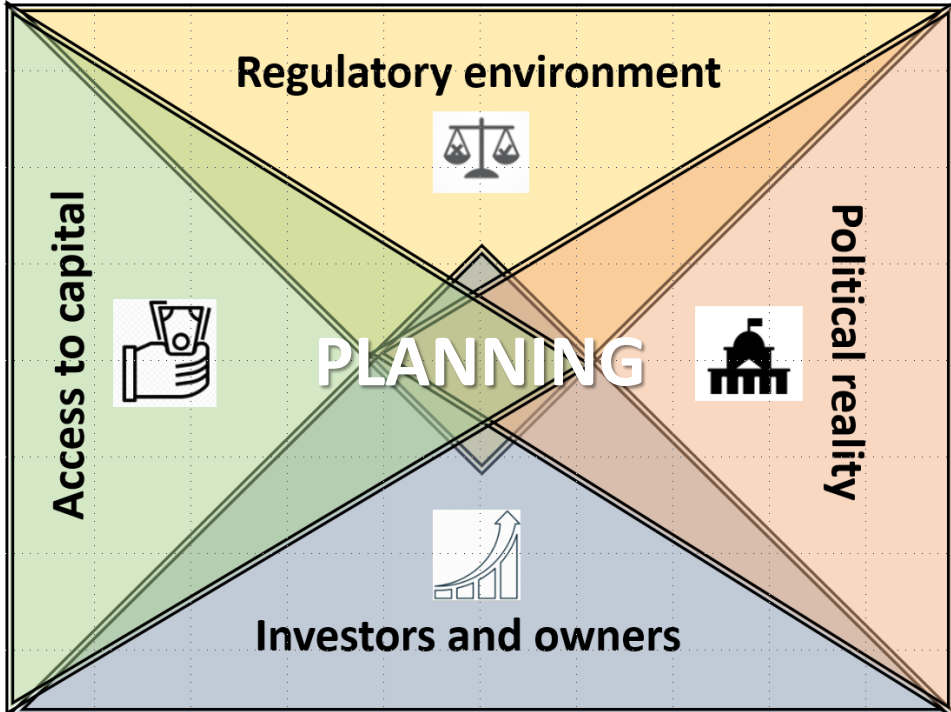 Regulatory environment
Access to capital
PLANNING
Political reality
Investors and owners